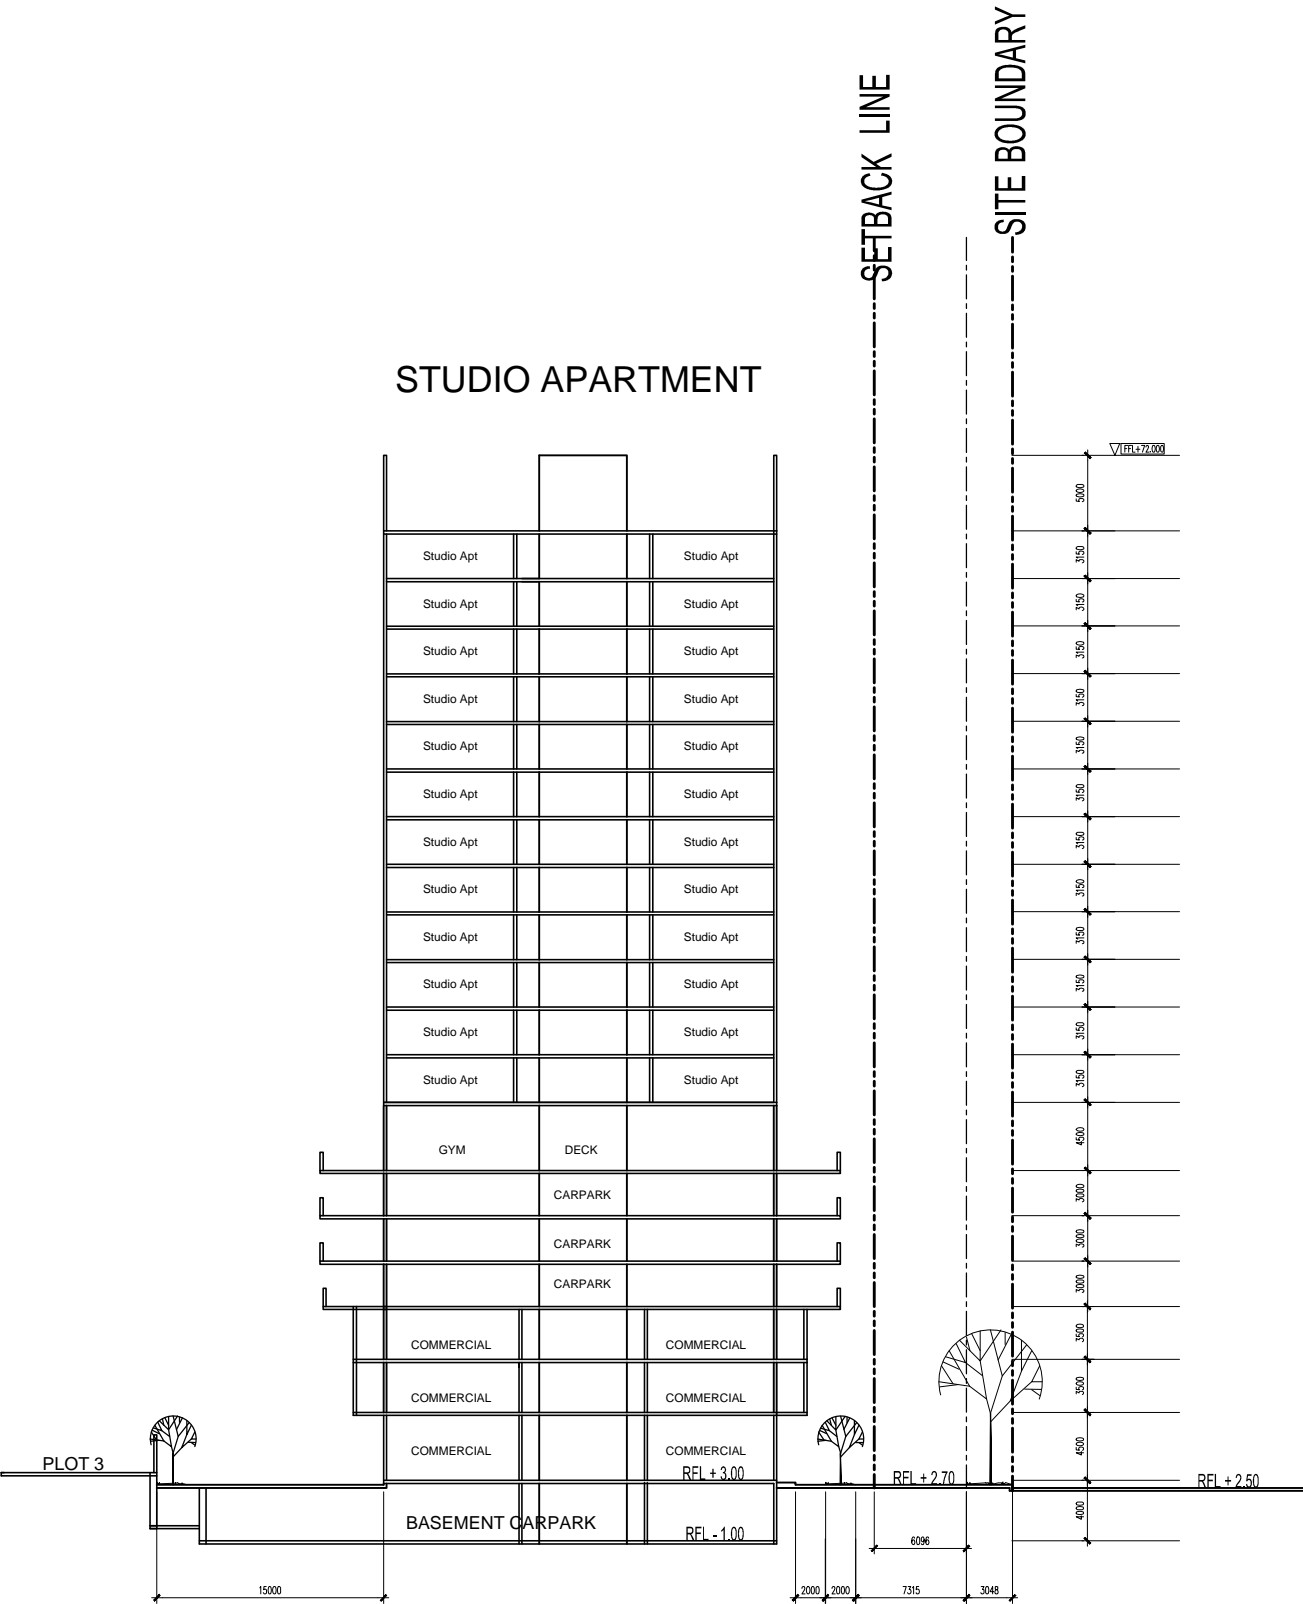 SETBACK LINE
SITE BOUNDARY
STUDIO APARTMENT
FFL+72.000
5000
Studio Apt Studio Apt 3150
Studio Apt Studio Apt 3150
Studio Apt Studio Apt 3150
Studio Apt Studio Apt 3150
Studio Apt Studio Apt 3150
Studio Apt Studio Apt 3150
Studio Apt Studio Apt 3150
Studio Apt Studio Apt 3150
Studio Apt Studio Apt 3150
Studio Apt Studio Apt 3150
Studio Apt Studio Apt 3150
Studio Apt Studio Apt 3150
GYM DECK 4500
CARPARK 3000
CARPARK 3000
CARPARK 3000
COMMERCIAL COMMERCIAL 3500
COMMERCIAL COMMERCIAL 3500
COMMERCIAL COMMERCIAL 4500
PLOT 3 RFL + 3.00 RFL + 2.70 RFL + 2.50
BASEMENT CARPARK RFL - 1.00 4000
6096
15000 2000 2000 7315 3048